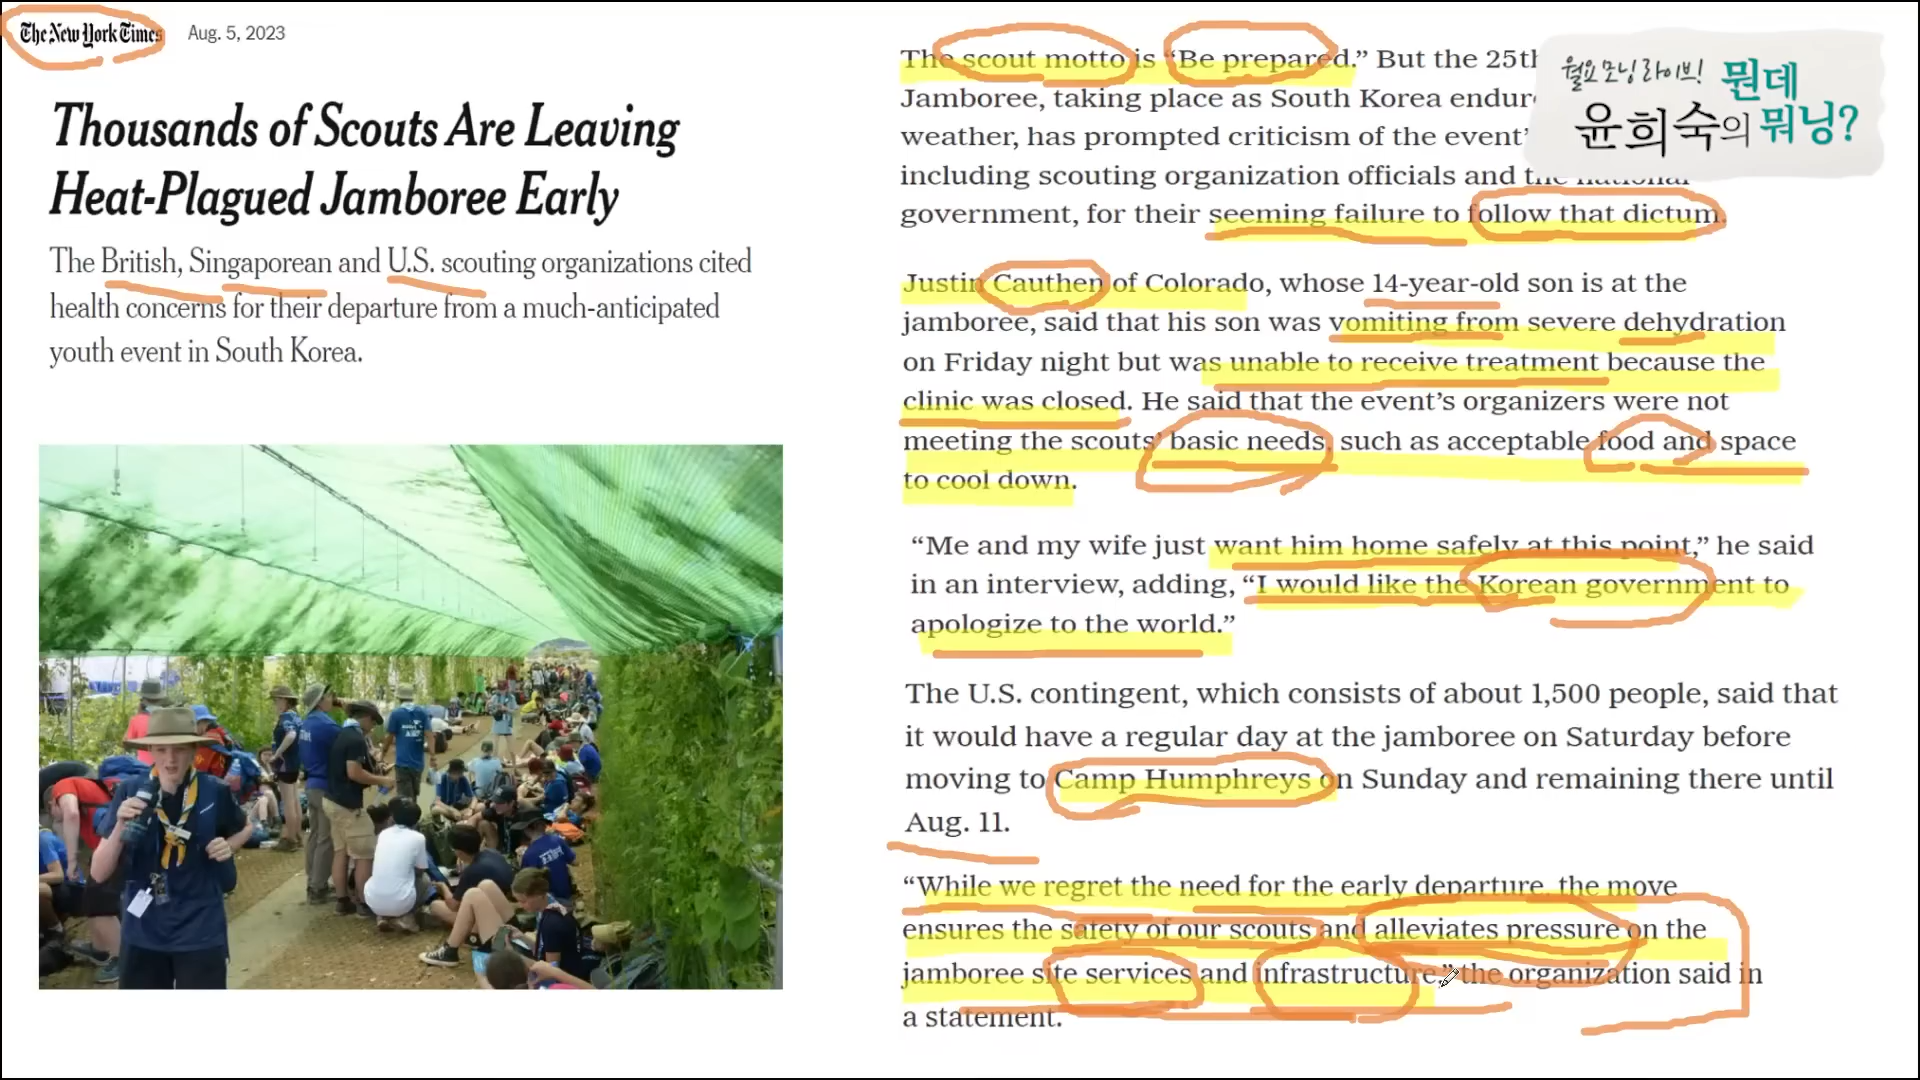 The New York Times
Aug. 5, 2023
Thousands of Scouts Are Leaving
Heat-Plagued Jamboree Early
The British, Singaporean and U.S. scouting organizations cited
health concerns for their departure from a much-anticipated
youth event in South Korea.
The scout motto is “Be prepared.” But the 25th
Jamboree, taking place as South Korea
weather, has prompted criticism of the
including scouting organization officials and the national
government, for their seeming failure to follow that dictum.
Justin Cauthen of Colorado, whose 14-year-old son is at the
jamboree, said that his son was vomiting from severe dehydration
on Friday night but was unable to receive treatment because the
clinic was closed. He said that the event’s organizers were not
meeting the scouts’ basic needs, such as acceptable food and space
to cool down.
“Me and my wife just want him home safely at this point,” he said
in an interview, adding, “I would like the Korean government to
apologize to the world.”
The U.S. contingent, which consists of about 1,500 people, said that
it would have a regular day at the jamboree on Saturday before
moving to Camp Humphreys on Sunday and remaining there until
Aug. 11.
“While we regret the need for the early departure, the move
ensures the safety of our scouts and alleviates pressure on the
jamboree site services and infrastructure,” the organization said in
a statement.
월요모닝라이브! 뭔데
윤희숙의 뭐닝?